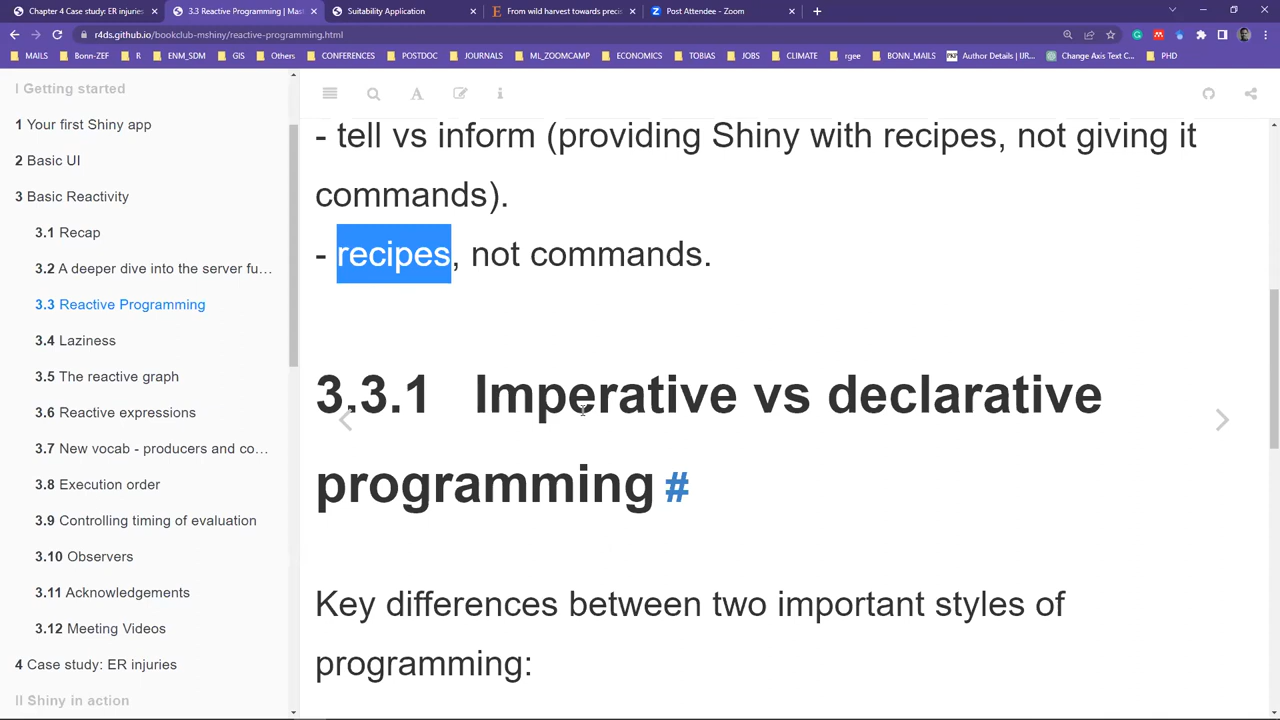 Chapter 4 Case study: ER injuries
3.3 Reactive Programming | Mas
Suitability Application
From wild harvest towards preci
Post Attendee - Zoom
r4ds.github.io/bookclub-mshiny/reactive-programming.html
MAILS
Bonn-ZEF
R
ENM_SDM
GIS
Others
CONFERENCES
POSTDOC
JOURNALS
ML_ZOOMCAMP
ECONOMICS
TOBIAS
JOBS
CLIMATE
rgee
BONN_MAILS
Author Details | IJR...
Change Axis Text C...
PHD
I Getting started
1 Your first Shiny app
2 Basic UI
3 Basic Reactivity
3.1 Recap
3.2 A deeper dive into the server fu...
3.3 Reactive Programming
3.4 Laziness
3.5 The reactive graph
3.6 Reactive expressions
3.7 New vocab - producers and co...
3.8 Execution order
3.9 Controlling timing of evaluation
3.10 Observers
3.11 Acknowledgements
3.12 Meeting Videos
4 Case study: ER injuries
II Shiny in action
- tell vs inform (providing Shiny with recipes, not giving it
commands).
- recipes, not commands.
3.3.1 Imperative vs declarative
programming #
Key differences between two important styles of
programming: